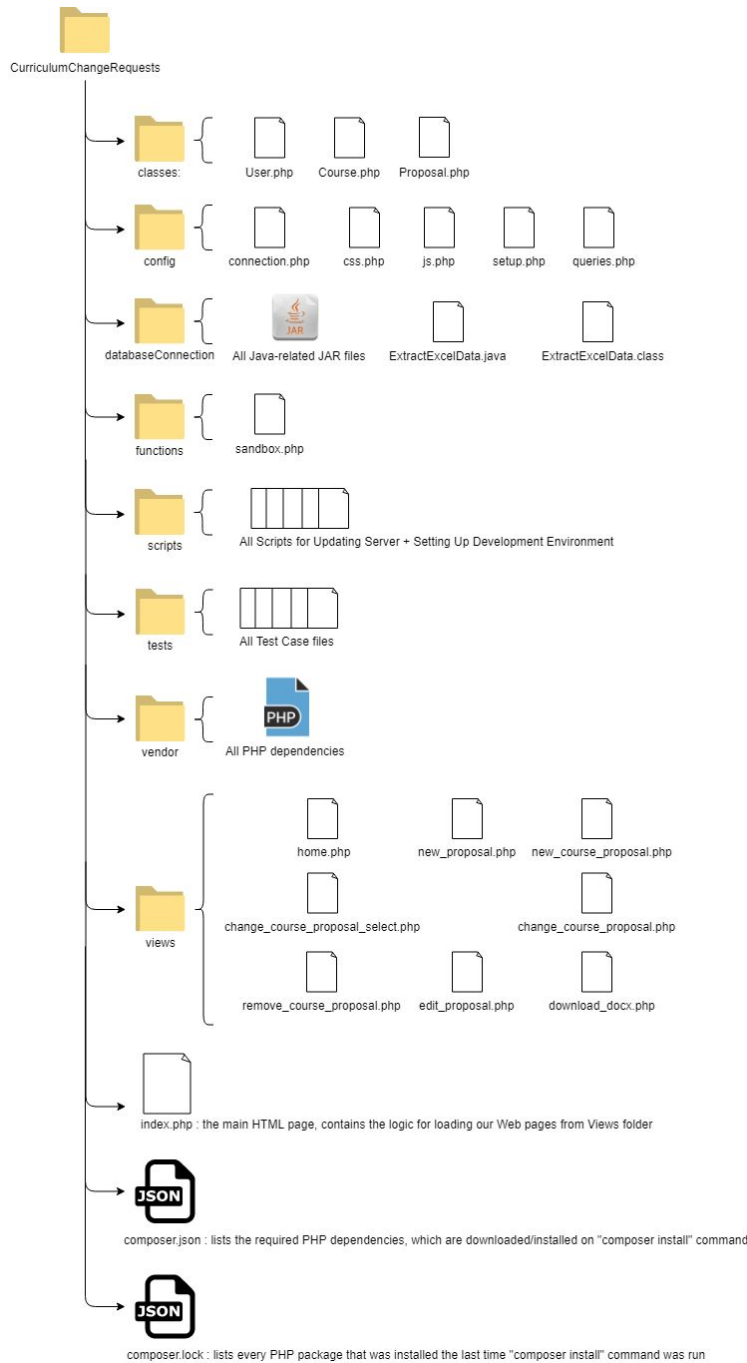 CurriculumChangeRequests
classes:
User.php
Course.php
Proposal.php
config
connection.php
css.php
js.php
setup.php
queries.php
JAR
databaseConnection
All Java-related JAR files
ExtractExcelData.java
ExtractExcelData.class
functions
sandbox.php
scripts
All Scripts for Updating Server + Setting Up Development Environment
tests
All Test Case files
PHP
vendor
All PHP dependencies
home.php
new_proposal.php
new_course_proposal.php
change_course_proposal_select.php
change_course_proposal.php
views
remove_course_proposal.php
edit_proposal.php
download_docx.php
index.php : the main HTML page, contains the logic for loading our Web pages from Views folder
JSON
composer.json : lists the required PHP dependencies, which are downloaded/installed on "composer install" command
JSON
composer.lock : lists every PHP package that was installed the last time "composer install" command was run